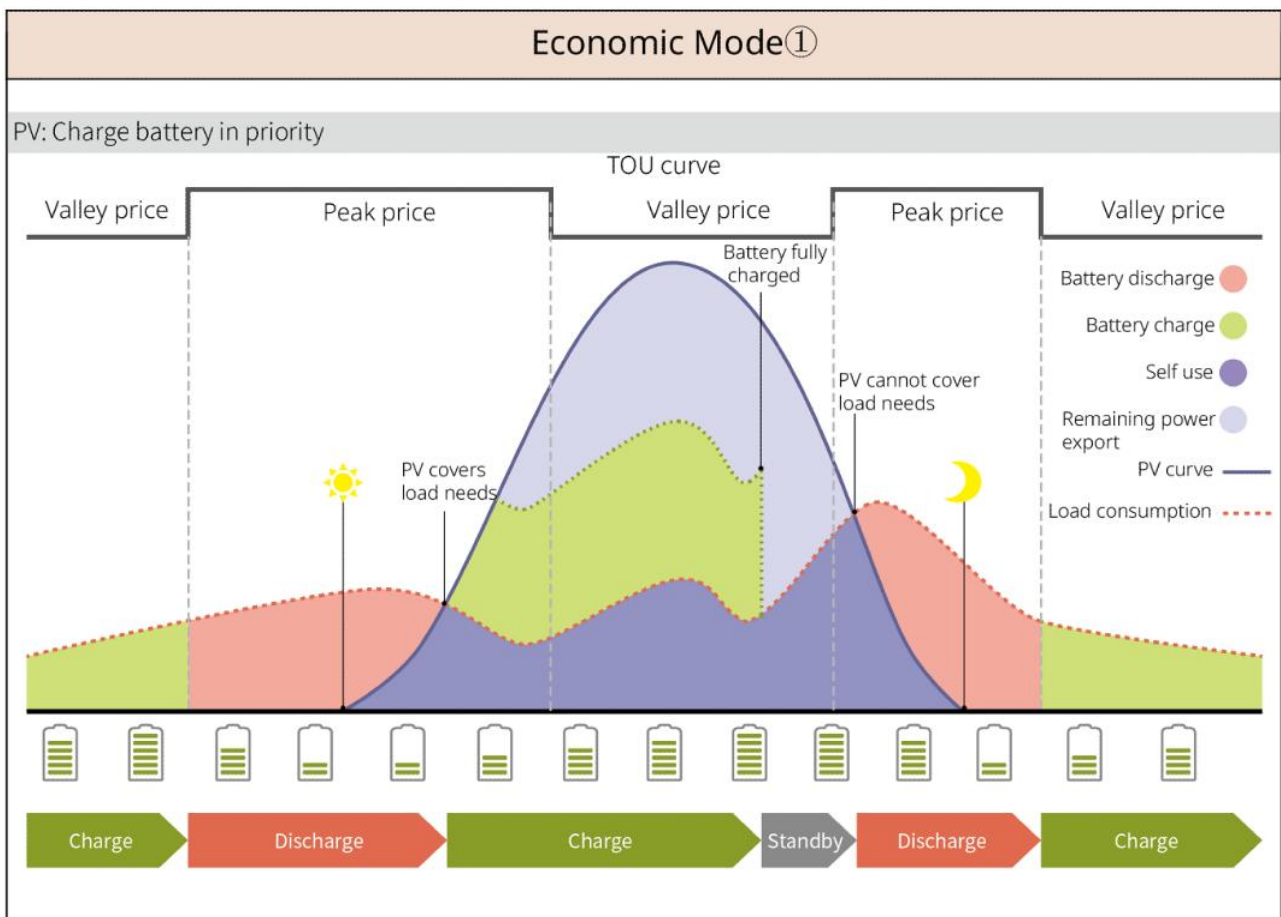 Economic Mode①
PV: Charge battery in priority
TOU curve
Valley price
Peak price
Valley price
Peak price
Valley price
Battery fully
charged
Battery discharge
Battery charge
Self use
Remaining power
export
PV curve
Load consumption
PV cannot cover
load needs
PV covers
load needs
Charge
Discharge
Charge
Standby
Discharge
Charge